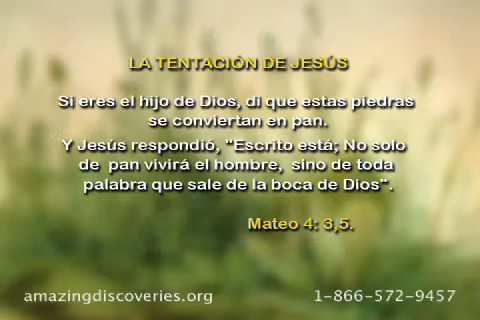 LA TENTACIÓN DE JESÚS
Si eres el hijo de Dios, di que estas piedras
se conviertan en pan.
Y Jesús respondió, "Escrito está; No solo
de pan vivirá el hombre, sino de toda
palabra que sale de la boca de Dios".
Mateo 4: 3,5.
amazingdiscoveries.org 1-866-572-9457